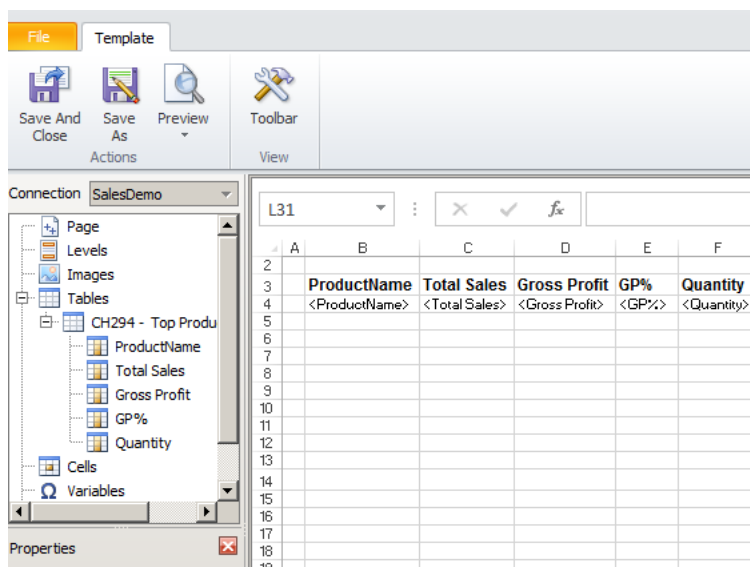 File Template
Save And Close
Save As
Preview
Toolbar
Actions
View
Connection SalesDemo
L31
fx
Page
Levels
Images
Tables
CH294 - Top Produ
ProductName
Total Sales
Gross Profit
GP%
Quantity
Cells
Variables
Properties
A B C D E F
2
3 ProductName Total Sales Gross Profit GP% Quantity
4 <ProductName> <Total Sales> <Gross Profit> <GP%> <Quantity>
5
6
7
8
9
10
11
12
13
14
15
16
17
18
19